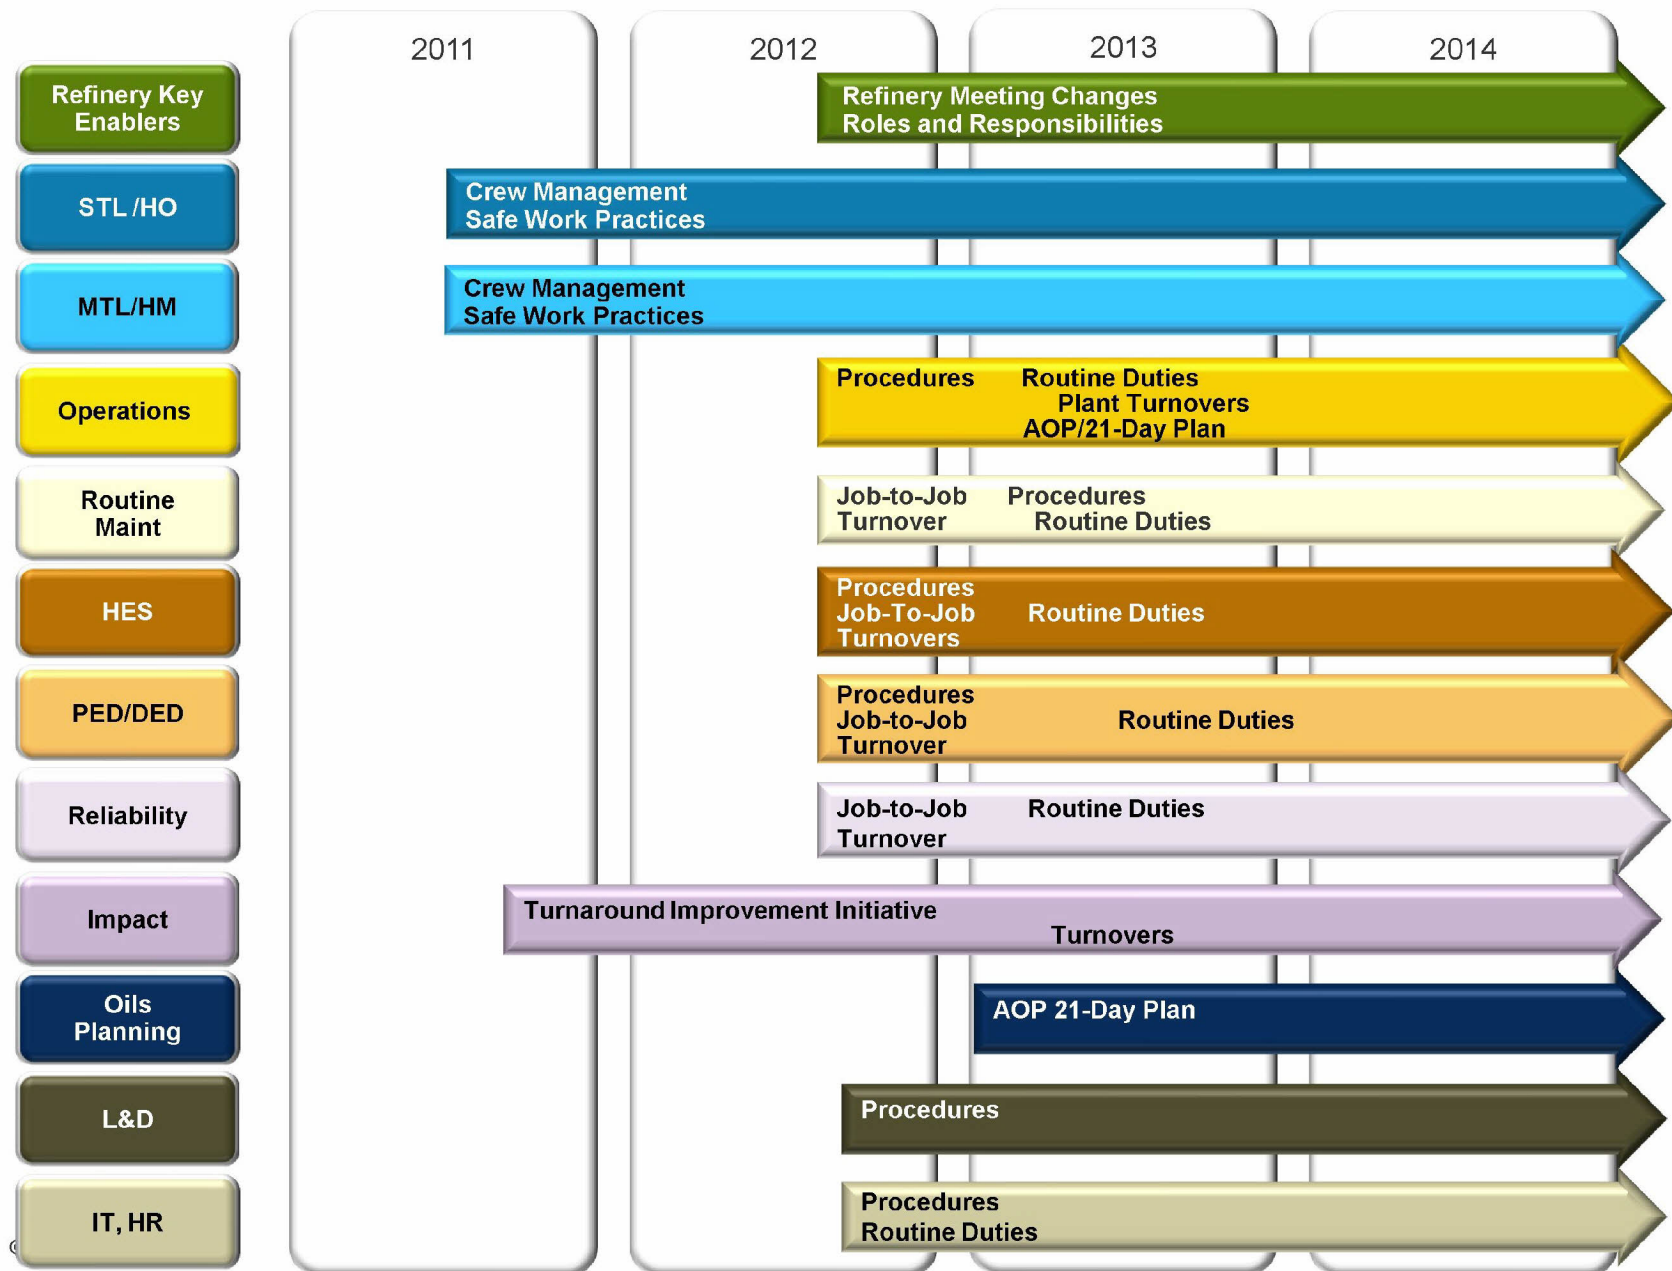 2011 2012 2013 2014
Refinery Key
Enablers
Refinery Meeting Changes
Roles and Responsibilities
STL /HO
Crew Management
Safe Work Practices
MTL/HM
Crew Management
Safe Work Practices
Operations
Procedures Routine Duties
Plant Turnovers
AOP/21-Day Plan
Routine
Maint
Job-to-Job Procedures
Turnover Routine Duties
HES
Procedures
Job-To-Job Routine Duties
Turnovers
PED/DED
Procedures
Job-to-Job Routine Duties
Turnover
Reliability
Job-to-Job Routine Duties
Turnover
Impact
Turnaround Improvement Initiative
Turnovers
Oils
Planning
AOP 21-Day Plan
L&D
Procedures
IT, HR
Procedures
Routine Duties